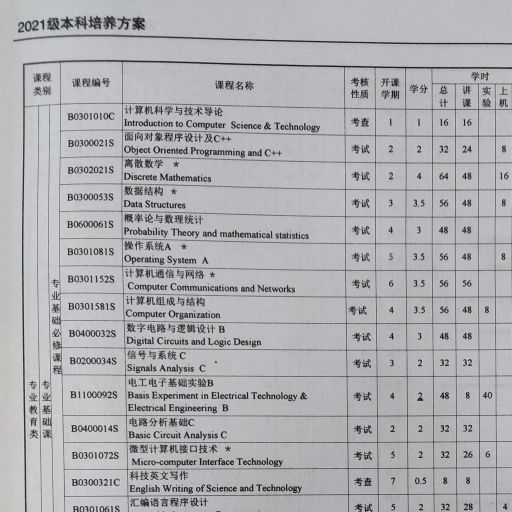 2021级本科培养方案
课程类别 课程编号 课程名称 考核性质 开课学期 学分 学时
总计 讲课 实验 上机
专业教育类 专业基础课 专业基础必修课程
B0301010C 计算机科学与技术导论 考查 1 1 16 16
Introduction to Computer Science & Technology
B0300021S 面向对象程序设计及C++ 考试 2 2 32 24 8
Object Oriented Programming and C++
B0302021S 离散数学 * 考试 2 4 64 48 16
Discrete Mathematics
B0300053S 数据结构 * 考试 3 3.5 56 48 8
Data Structures
B0600061S 概率论与数理统计 考试 4 3 48 48
Probability Theory and mathematical statistics
B0301081S 操作系统A * 考试 5 3.5 56 48 8
Operating System A
B0301152S 计算机通信与网络 * 考试 6 3.5 56 56
Computer Communications and Networks
B0301581S 计算机组成与结构 考试 4 3.5 56 48 8
Computer Organization
B0400032S 数字电路与逻辑设计 B 考试 4 3 48 48
Digital Circuits and Logic Design
B0200034S 信号与系统 C 考试 3 2 32 32
Signals Analysis C
B1100092S 电工电子基础实验B 考试 4 2 48 8 40
Basis Experiment in Electrical Technology &
Electrical Engineering B
B0400014S 电路分析基础C 考试 2 2 32 32
Basic Circuit Analysis C
B0301072S 微型计算机接口技术 * 考试 5 2 32 26 6
Micro-computer Interface Technology
B0300321C 科技英文写作 考查 7 0.5 8 8
English Writing of Science and Technology
B0301061S 汇编语言程序设计 考试 5 2 32 28 4